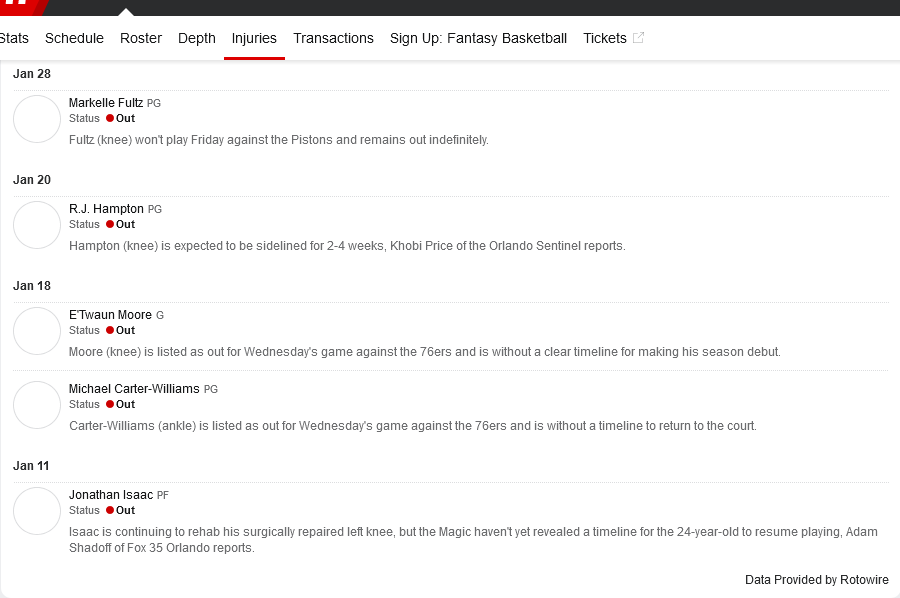 Stats Schedule Roster Depth Injuries Transactions Sign Up: Fantasy Basketball Tickets
Jan 28
Markelle Fultz PG
Status Out
Fultz (knee) won't play Friday against the Pistons and remains out indefinitely.
Jan 20
R.J. Hampton PG
Status Out
Hampton (knee) is expected to be sidelined for 2-4 weeks, Khobi Price of the Orlando Sentinel reports.
Jan 18
E'Twaun Moore G
Status Out
Moore (knee) is listed as out for Wednesday's game against the 76ers and is without a clear timeline for making his season debut.
Michael Carter-Williams PG
Status Out
Carter-Williams (ankle) is listed as out for Wednesday's game against the 76ers and is without a timeline to return to the court.
Jan 11
Jonathan Isaac PF
Status Out
Isaac is continuing to rehab his surgically repaired left knee, but the Magic haven't yet revealed a timeline for the 24-year-old to resume playing, Adam
Shadoff of Fox 35 Orlando reports.
Data Provided by Rotowire